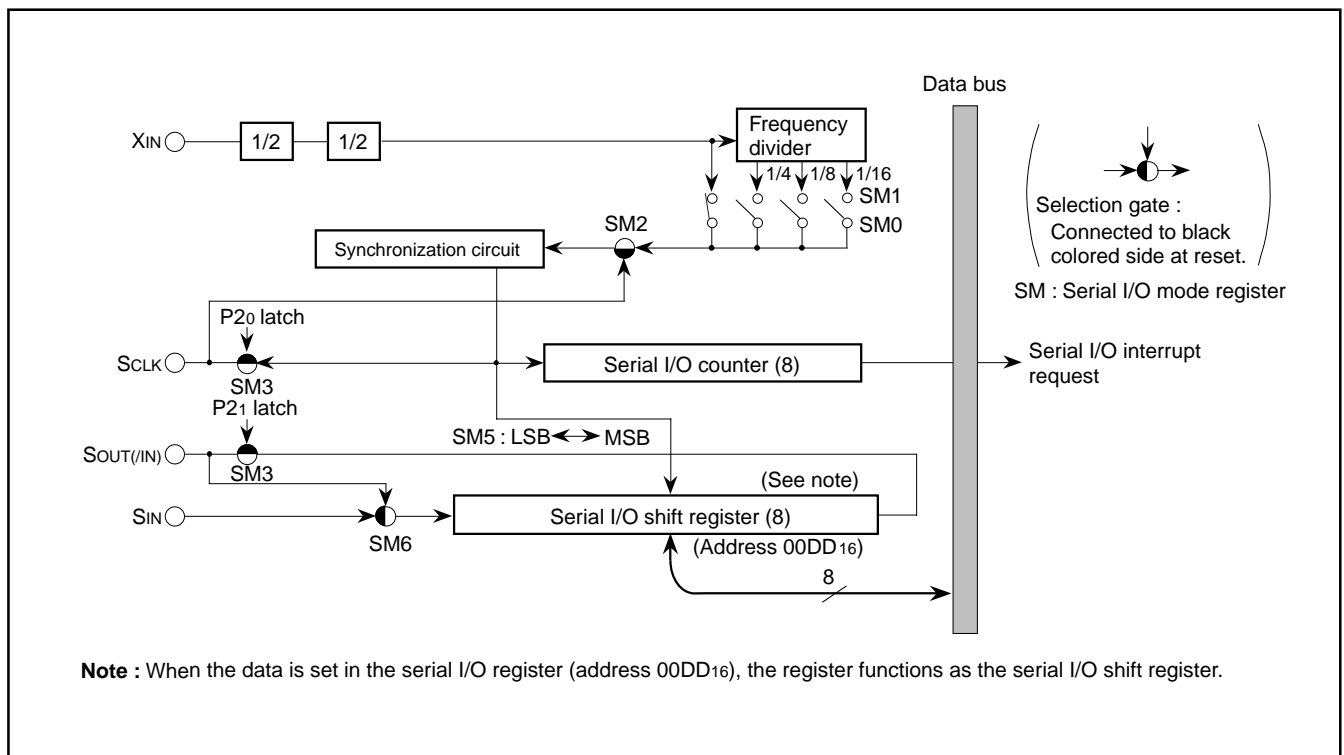 Data bus
XIN
1/2
1/2
Frequency
divider
1/4
1/8
1/16
SM1
SM0
SM2
Synchronization circuit
Selection gate :
Connected to black
colored side at reset.
SM : Serial I/O mode register
P20 latch
SCLK
SM3
Serial I/O counter (8)
Serial I/O interrupt
request
P21 latch
SM5 : LSB MSB
SOUT(/IN)
SM3
(See note)
SIN
SM6
Serial I/O shift register (8)
(Address 00DD16)
8
Note : When the data is set in the serial I/O register (address 00DD16), the register functions as the serial I/O shift register.